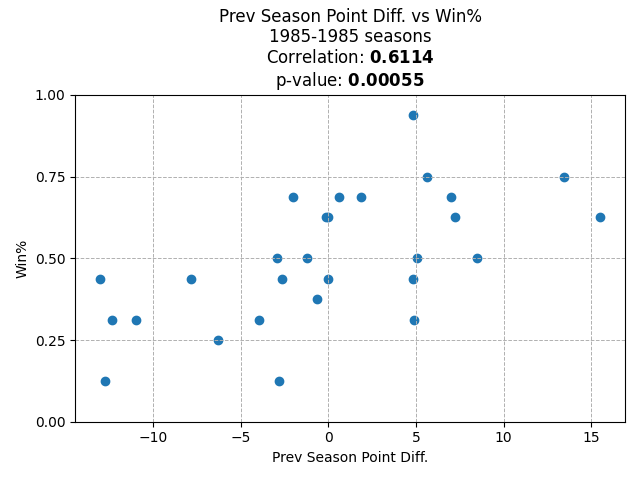 Prev Season Point Diff. vs Win%
1985-1985 seasons
Correlation: 0.6114
p-value: 0.00055
1.00
0.75
0.50
0.25
0.00
Win%
−10
−5
0
5
10
15
Prev Season Point Diff.